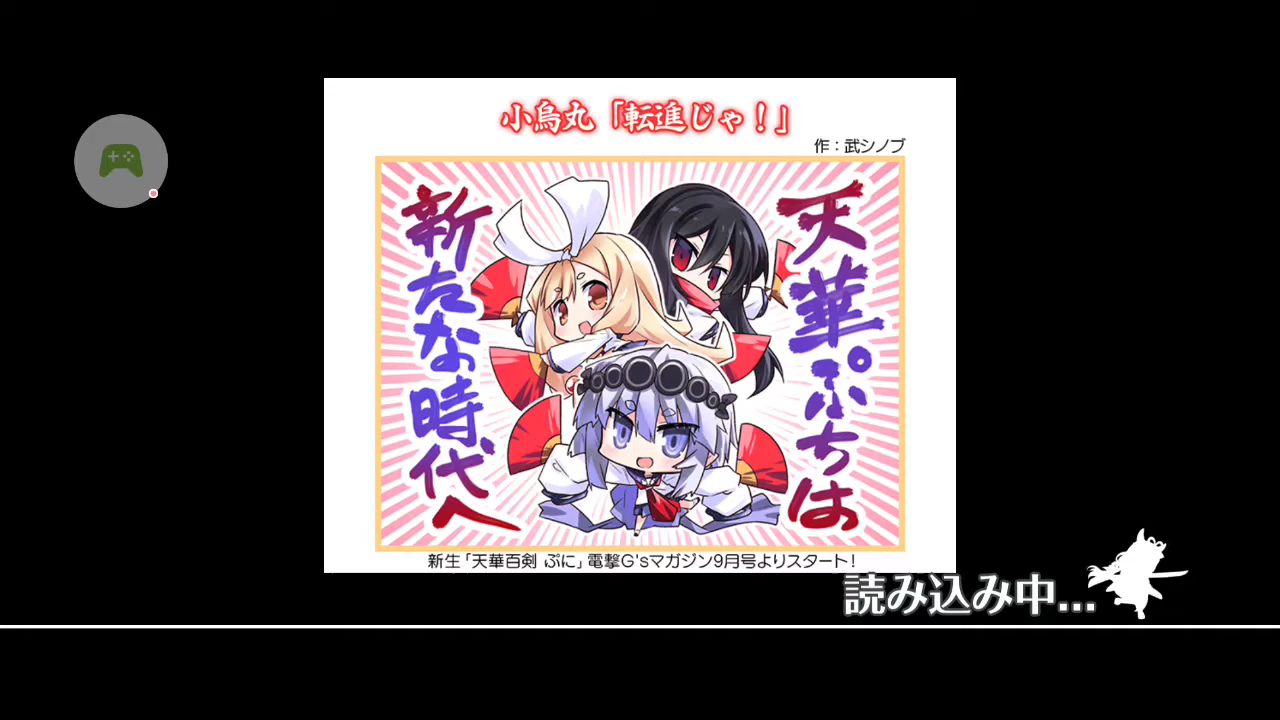 小烏丸「転進じゃ!」
作:武シノブ
天華ぷちは
新たな時代へ
新生「天華百剣 ぷに」電撃G'sマガジン9月号よりスタート!
読み込み中...